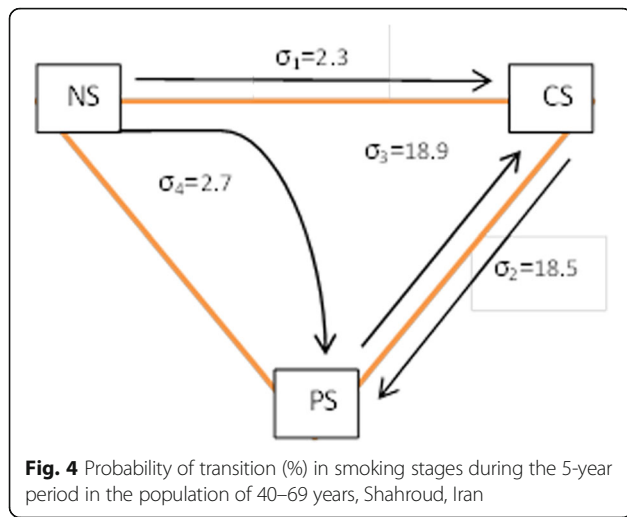 σ1=2.3
NS
CS
σ3=18.9
σ4=2.7
σ2=18.5
PS
Fig. 4 Probability of transition (%) in smoking stages during the 5-year
period in the population of 40–69 years, Shahroud, Iran